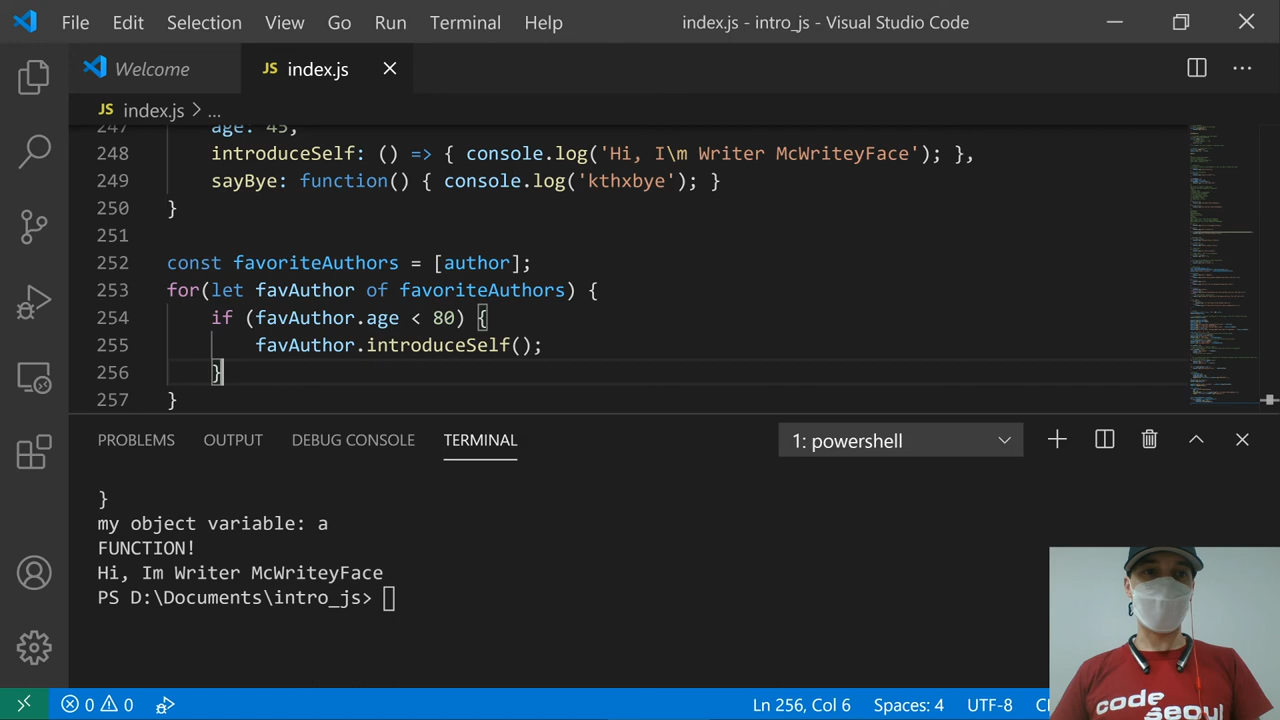 File Edit Selection View Go Run Terminal Help index.js - intro_js - Visual Studio Code
Welcome JS index.js
JS index.js > ...
247 age: 45,
248 introduceSelf: () => { console.log('Hi, I\m Writer McWriteyFace'); },
249 sayBye: function() { console.log('kthxbye'); }
250 }
251
252 const favoriteAuthors = [author];
253 for(let favAuthor of favoriteAuthors) {
254 if (favAuthor.age < 80) {
255 favAuthor.introduceSelf();
256 }
257 }
PROBLEMS OUTPUT DEBUG CONSOLE TERMINAL 1: powershell
}
my object variable: a
FUNCTION!
Hi, Im Writer McWriteyFace
PS D:\Documents\intro_js>
code
seoul
0 0 Ln 256, Col 6 Spaces: 4 UTF-8